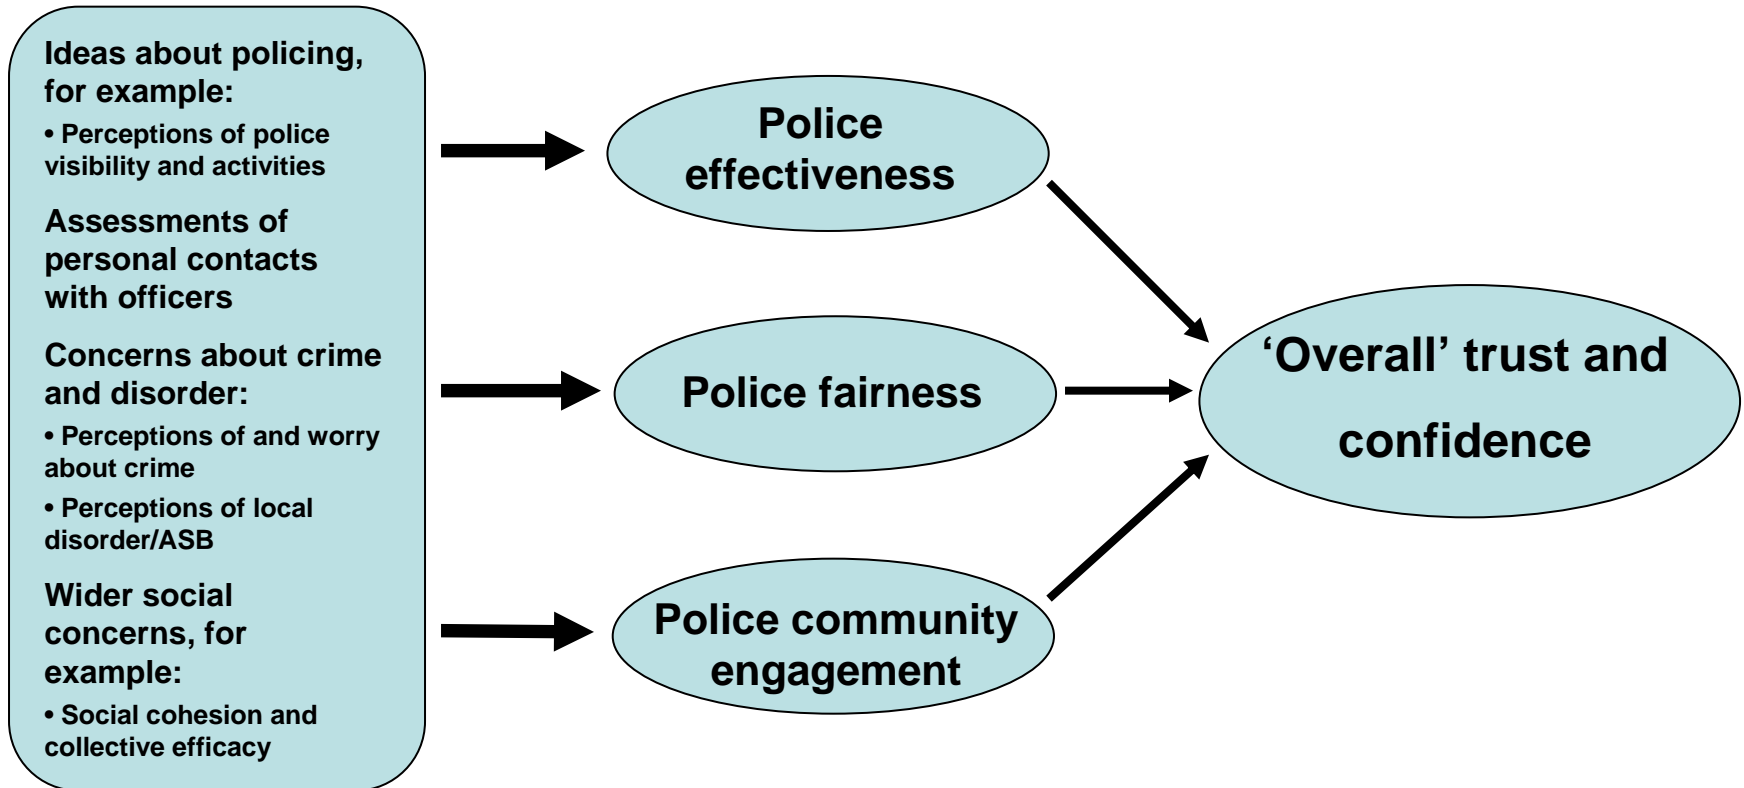 Ideas about policing,
for example:
• Perceptions of police
visibility and activities
Assessments of
personal contacts
with officers
Concerns about crime
and disorder:
• Perceptions of and worry
about crime
• Perceptions of local
disorder/ASB
Wider social
concerns, for
example:
• Social cohesion and
collective efficacy
Police
effectiveness
Police fairness
Police community
engagement
‘Overall’ trust and
confidence